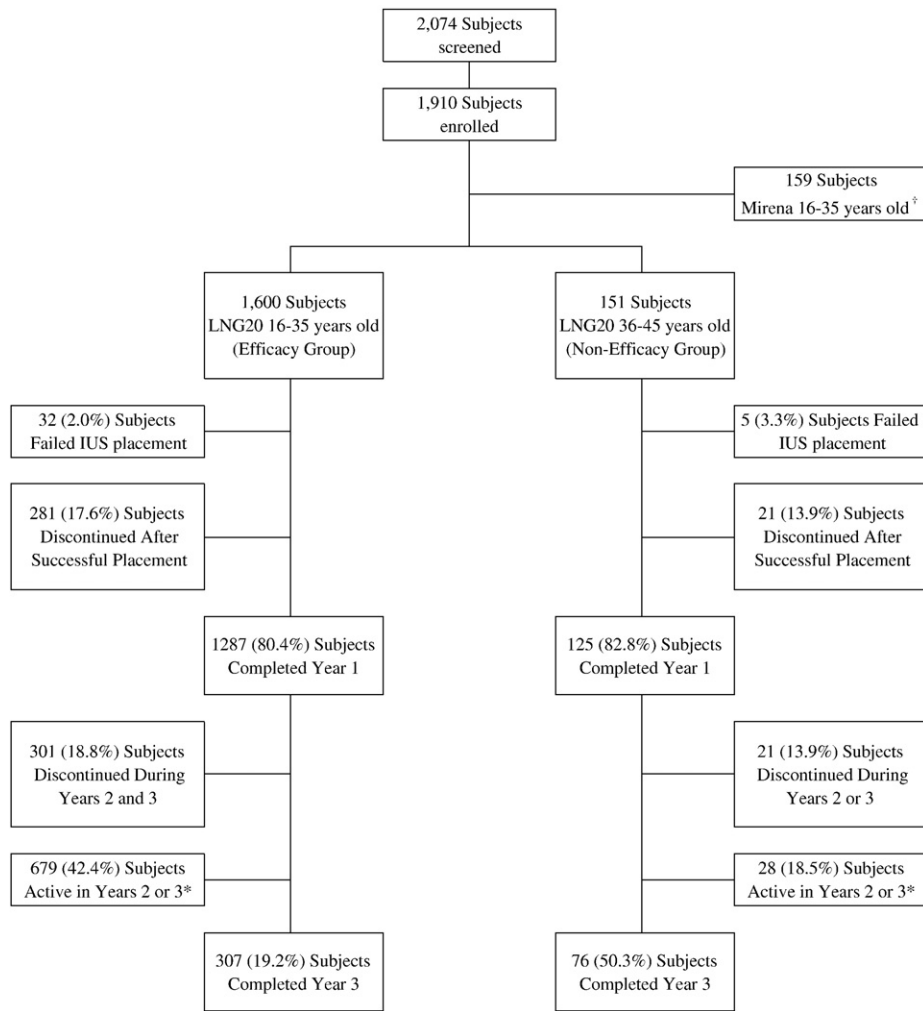 2,074 Subjects
screened
1,910 Subjects
enrolled
159 Subjects
Mirena 16-35 years old†
1,600 Subjects
LNG20 16-35 years old
(Efficacy Group)
151 Subjects
LNG20 36-45 years old
(Non-Efficacy Group)
32 (2.0%) Subjects
Failed IUS placement
5 (3.3%) Subjects Failed
IUS placement
281 (17.6%) Subjects
Discontinued After
Successful Placement
21 (13.9%) Subjects
Discontinued After
Successful Placement
1287 (80.4%) Subjects
Completed Year 1
125 (82.8%) Subjects
Completed Year 1
301 (18.8%) Subjects
Discontinued During
Years 2 and 3
21 (13.9%) Subjects
Discontinued During
Years 2 or 3
679 (42.4%) Subjects
Active in Years 2 or 3*
28 (18.5%) Subjects
Active in Years 2 or 3*
307 (19.2%) Subjects
Completed Year 3
76 (50.3%) Subjects
Completed Year 3